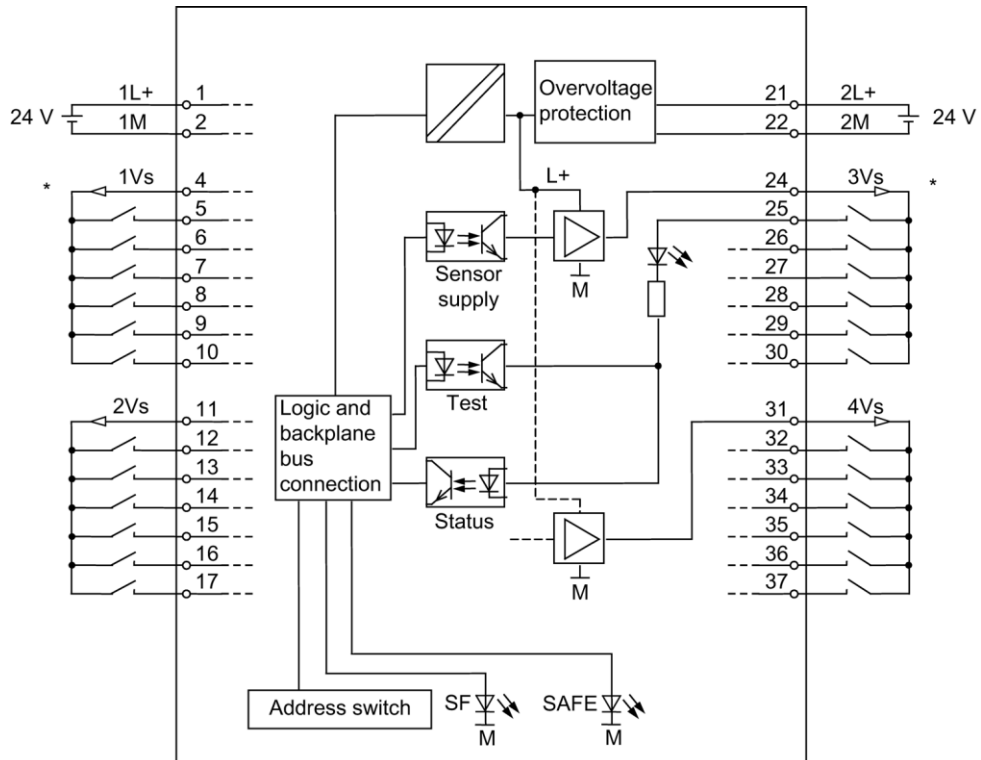 Overvoltage
protection
24 V
1L+
1
1M
2
21
2L+
22
2M
24 V
*
1Vs
4
5
6
7
8
9
10
L+
24
3Vs
*
25
26
27
28
29
30
Sensor
supply
M
Test
2Vs
11
12
13
14
15
16
17
Logic and
backplane
bus
connection
Status
M
31
4Vs
32
33
34
35
36
37
Address switch
SF
M
SAFE
M